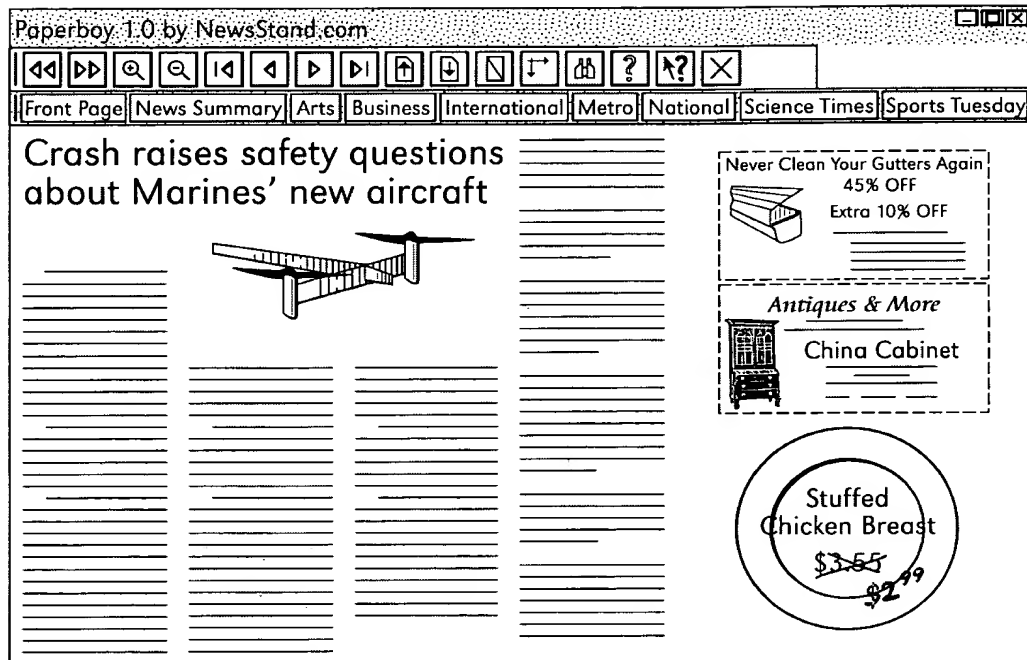 Paperboy 1.0 by NewsStand.com
Front Page News Summary Arts Business International Metro National Science Times Sports Tuesday
Crash raises safety questions
about Marines' new aircraft
Never Clean Your Gutters Again
45% OFF
Extra 10% OFF
Antiques & More
China Cabinet
Stuffed
Chicken Breast
$3.55
$2.99